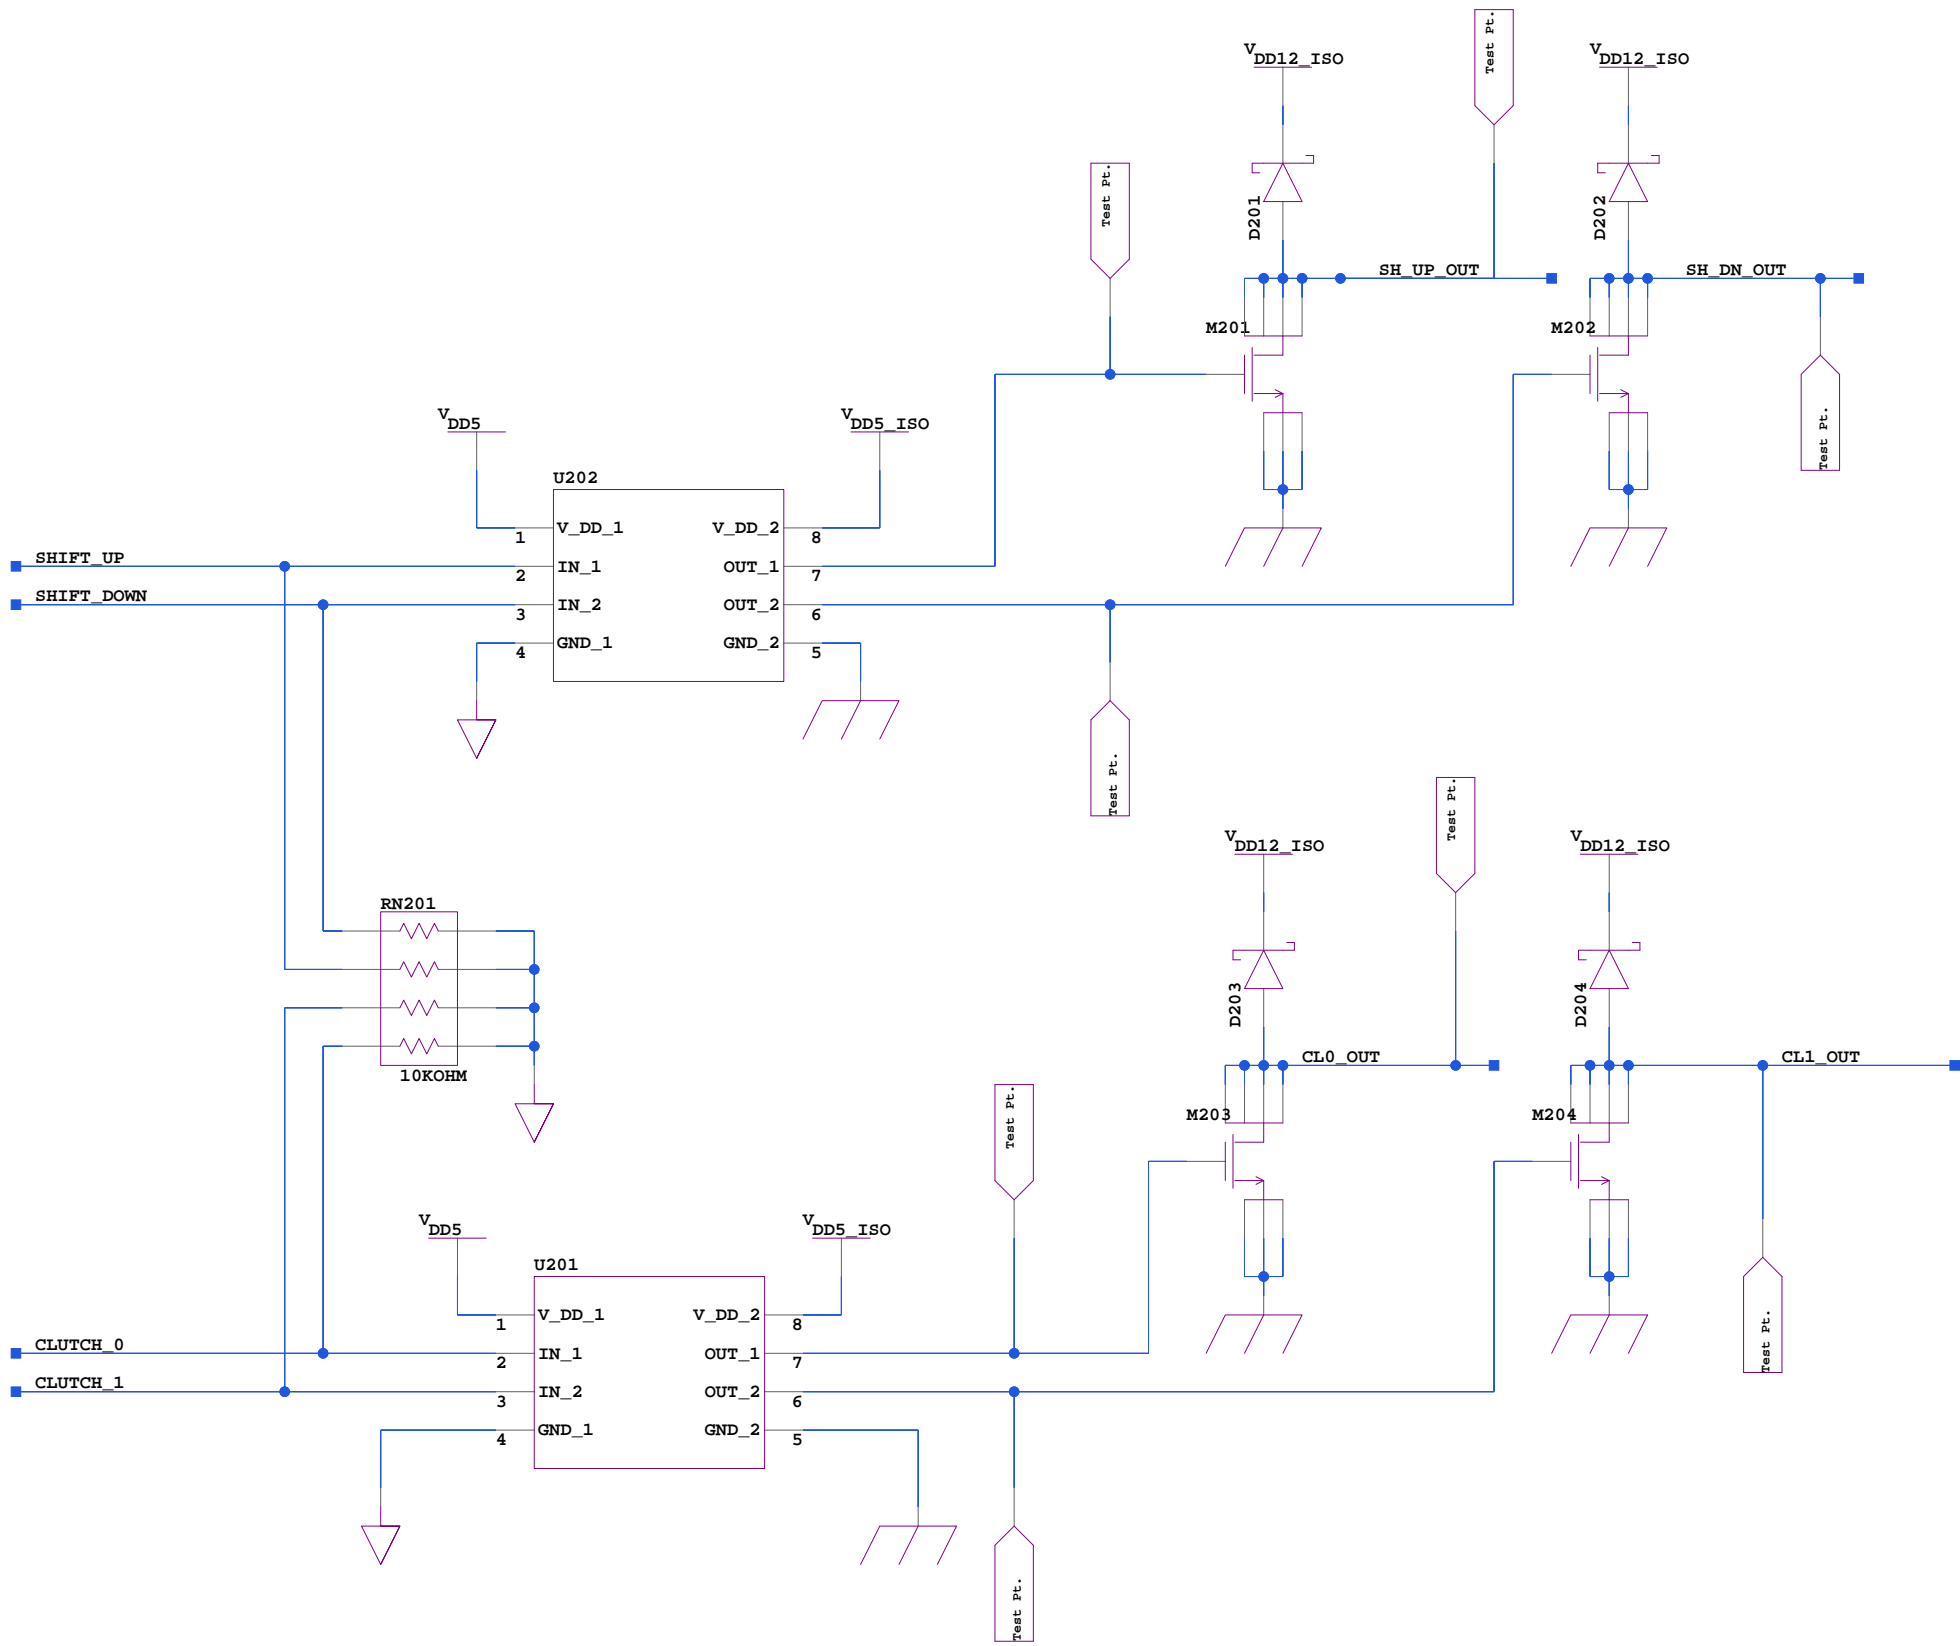 Test Pt.
VDD12_ISO
VDD12_ISO
Test Pt.
D201
D202
SH_UP_OUT
SH_DN_OUT
M201
M202
VDD5
VDD5_ISO
Test Pt.
U202
V_DD_1
V_DD_2
1
8
SHIFT_UP
IN_1
OUT_1
2
7
SHIFT_DOWN
IN_2
OUT_2
3
6
GND_1
GND_2
4
5
Test Pt.
Test Pt.
VDD12_ISO
VDD12_ISO
RN201
D203
D204
10KOHM
CL0_OUT
CL1_OUT
Test Pt.
M203
M204
VDD5
VDD5_ISO
U201
V_DD_1
V_DD_2
1
8
Test Pt.
CLUTCH_0
IN_1
OUT_1
2
7
CLUTCH_1
IN_2
OUT_2
3
6
GND_1
GND_2
4
5
Test Pt.